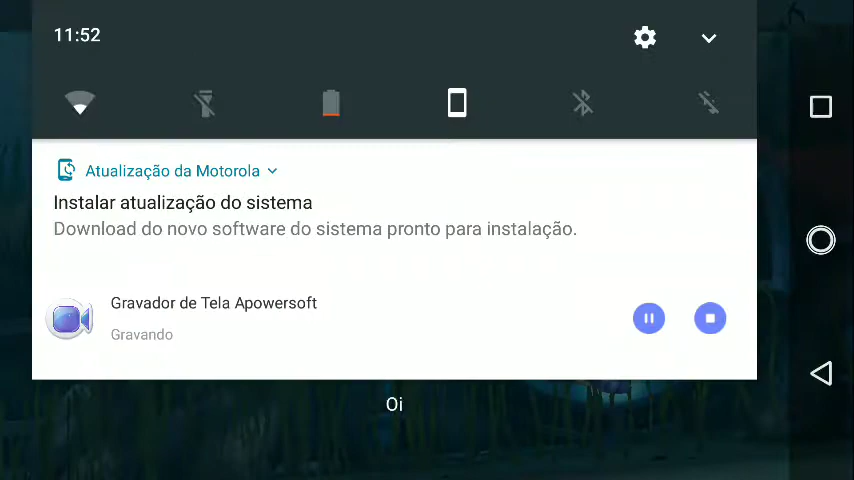 11:52
Atualização da Motorola
Instalar atualização do sistema
Download do novo software do sistema pronto para instalação.
Gravador de Tela Apowersoft
Gravando
Oi